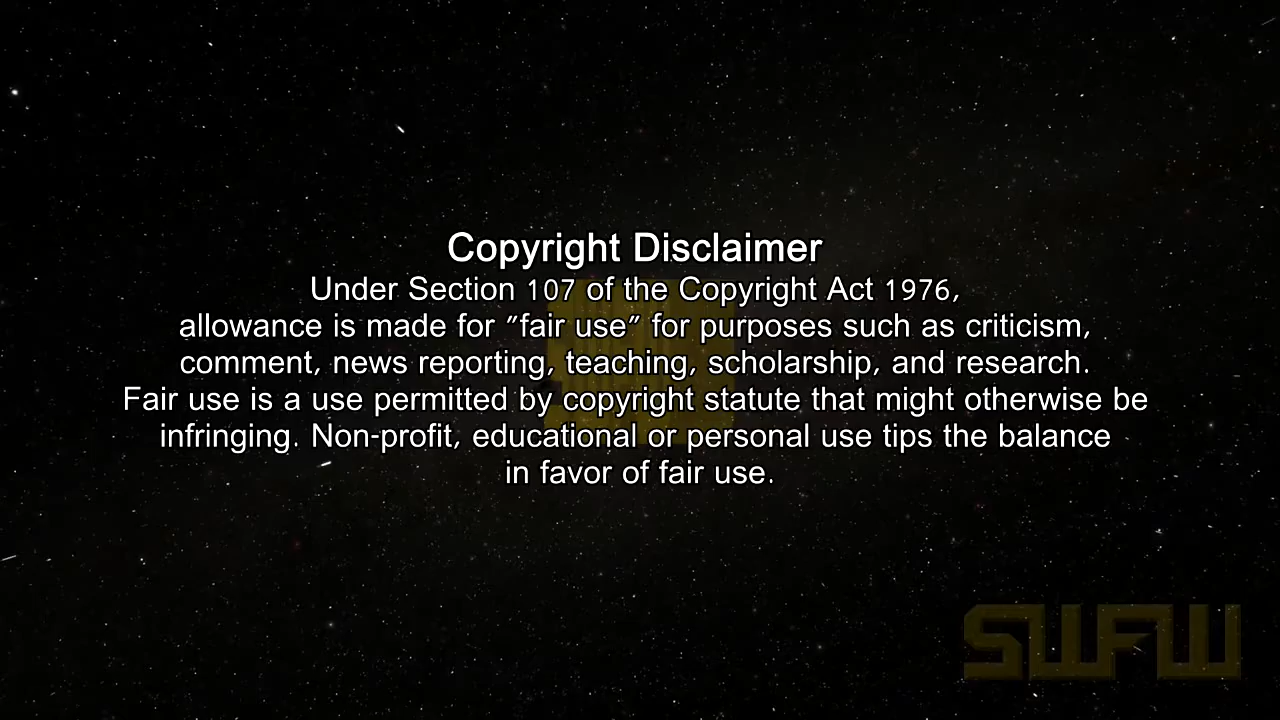 Copyright Disclaimer
Under Section 107 of the Copyright Act 1976,
allowance is made for "fair use" for purposes such as criticism,
comment, news reporting, teaching, scholarship, and research.
Fair use is a use permitted by copyright statute that might otherwise be
infringing. Non-profit, educational or personal use tips the balance
in favor of fair use.
SWFW